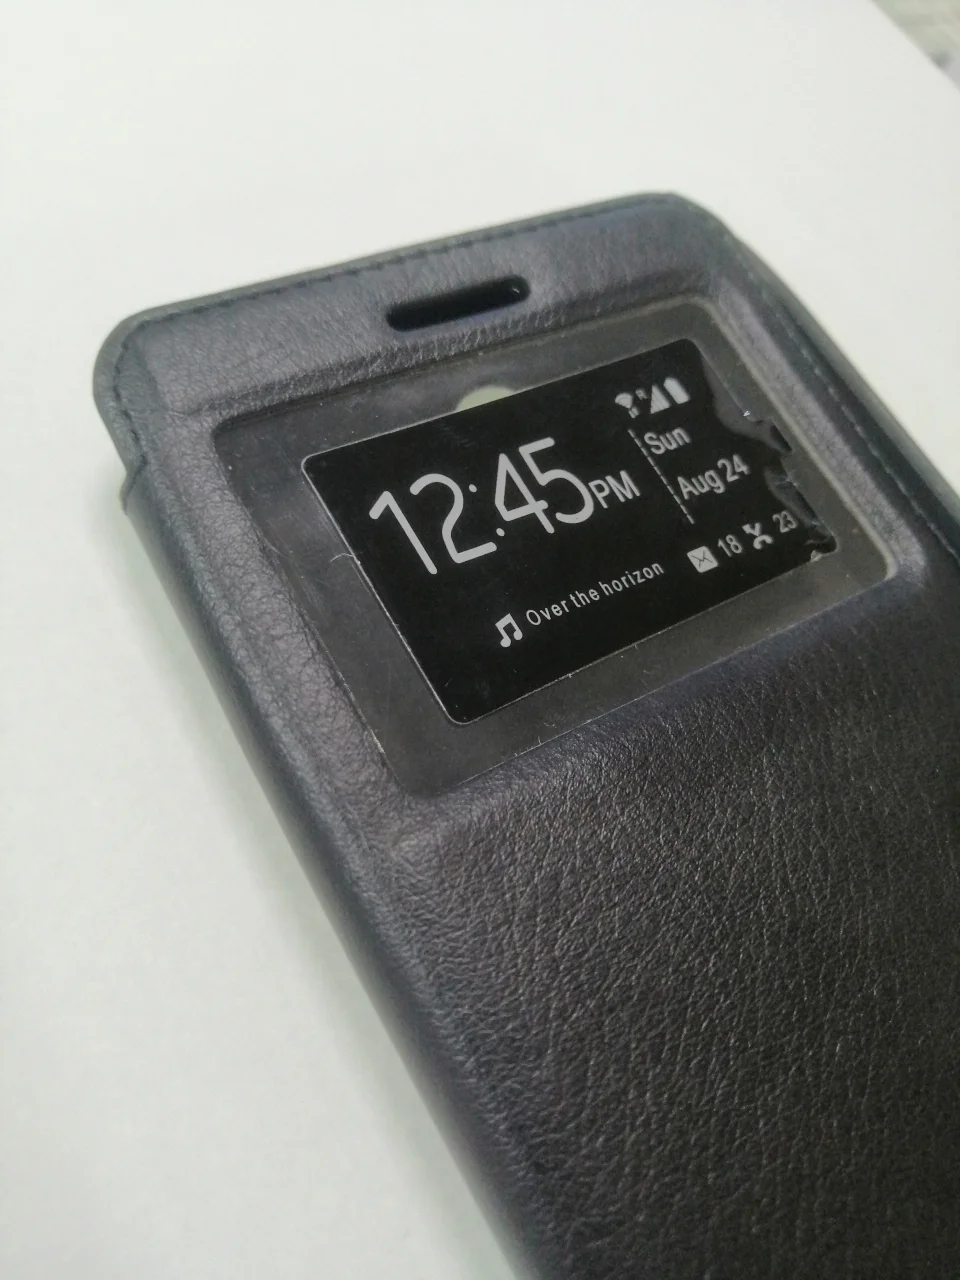 12:45PM
Sun
Aug 24
18 23
Over the horizon